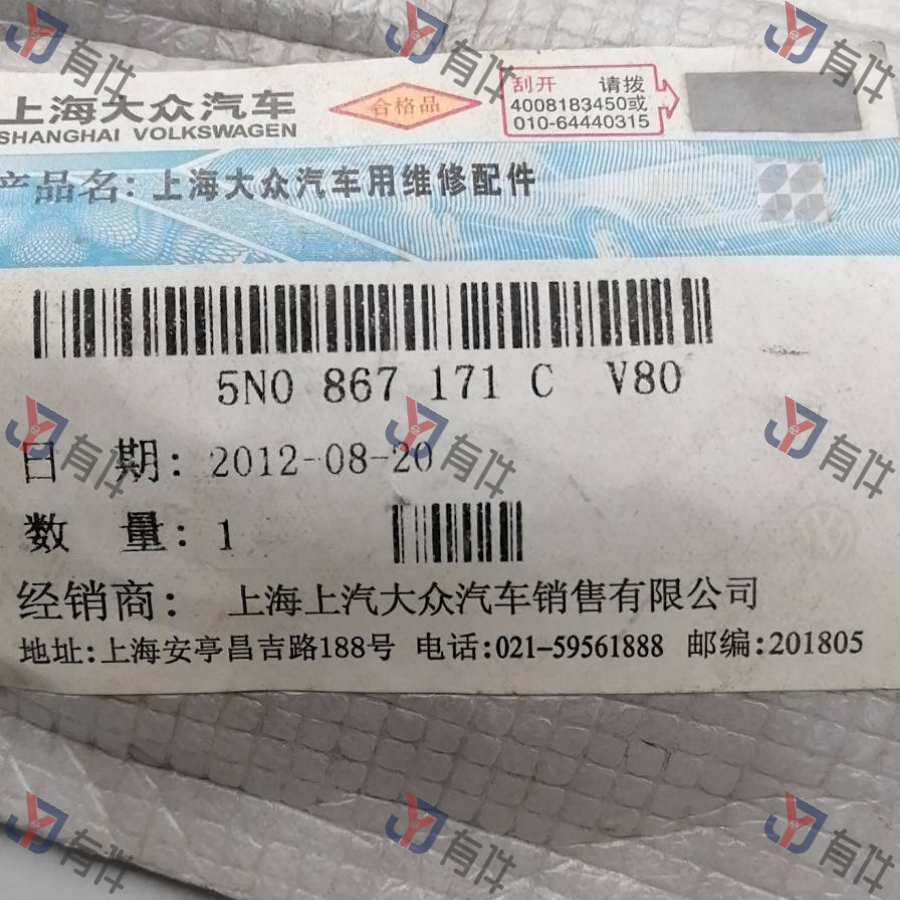 上海大众汽车
SHANGHAI VOLKSWAGEN
合格品
刮开 请拨
4008183450或
010-64440315
产品名: 上海大众汽车用维修配件
5N0 867 171 C V80
日 期: 2012-08-20
数 量: 1
经销商: 上海上汽大众汽车销售有限公司
地址:上海安亭昌吉路188号 电话:021-59561888 邮编:201805
有件
有件
有件
有件
有件
有件
有件
有件
有件